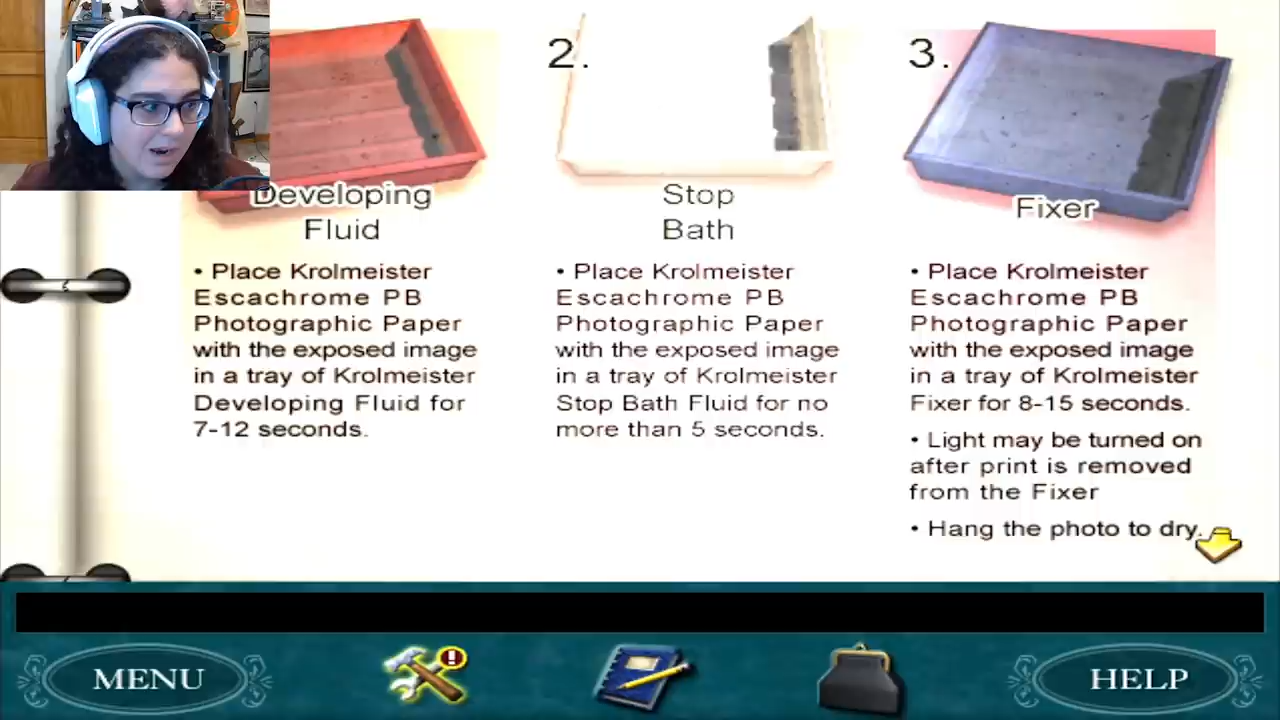 2.
3.
Developing
Fluid
• Place Krolmeister
Escachrome PB
Photographic Paper
with the exposed image
in a tray of Krolmeister
Developing Fluid for
7-12 seconds.
Stop
Bath
• Place Krolmeister
Escachrome PB
Photographic Paper
with the exposed image
in a tray of Krolmeister
Stop Bath Fluid for no
more than 5 seconds.
Fixer
• Place Krolmeister
Escachrome PB
Photographic Paper
with the exposed image
in a tray of Krolmeister
Fixer for 8-15 seconds.
• Light may be turned on
after print is removed
from the Fixer
• Hang the photo to dry.
MENU
HELP